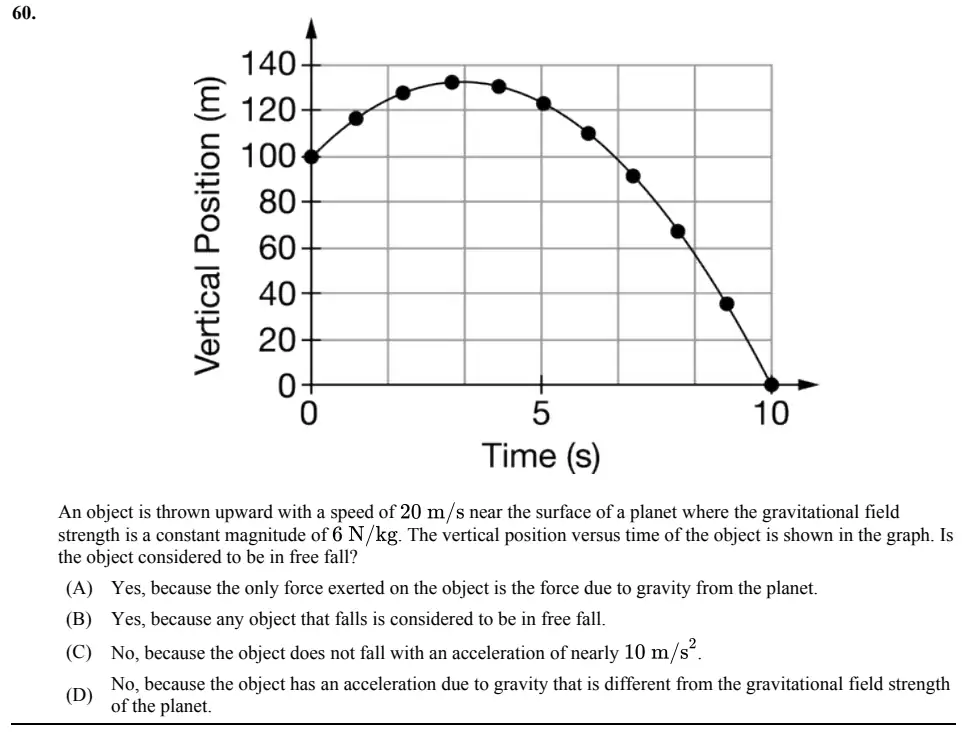 60.
140
120
100
80
60
40
20
0
Vertical Position (m)
0 5 10
Time (s)
An object is thrown upward with a speed of 20 m/s near the surface of a planet where the gravitational field
strength is a constant magnitude of 6 N/kg. The vertical position versus time of the object is shown in the graph. Is
the object considered to be in free fall?
(A) Yes, because the only force exerted on the object is the force due to gravity from the planet.
(B) Yes, because any object that falls is considered to be in free fall.
(C) No, because the object does not fall with an acceleration of nearly 10 m/s².
(D) No, because the object has an acceleration due to gravity that is different from the gravitational field strength
of the planet.